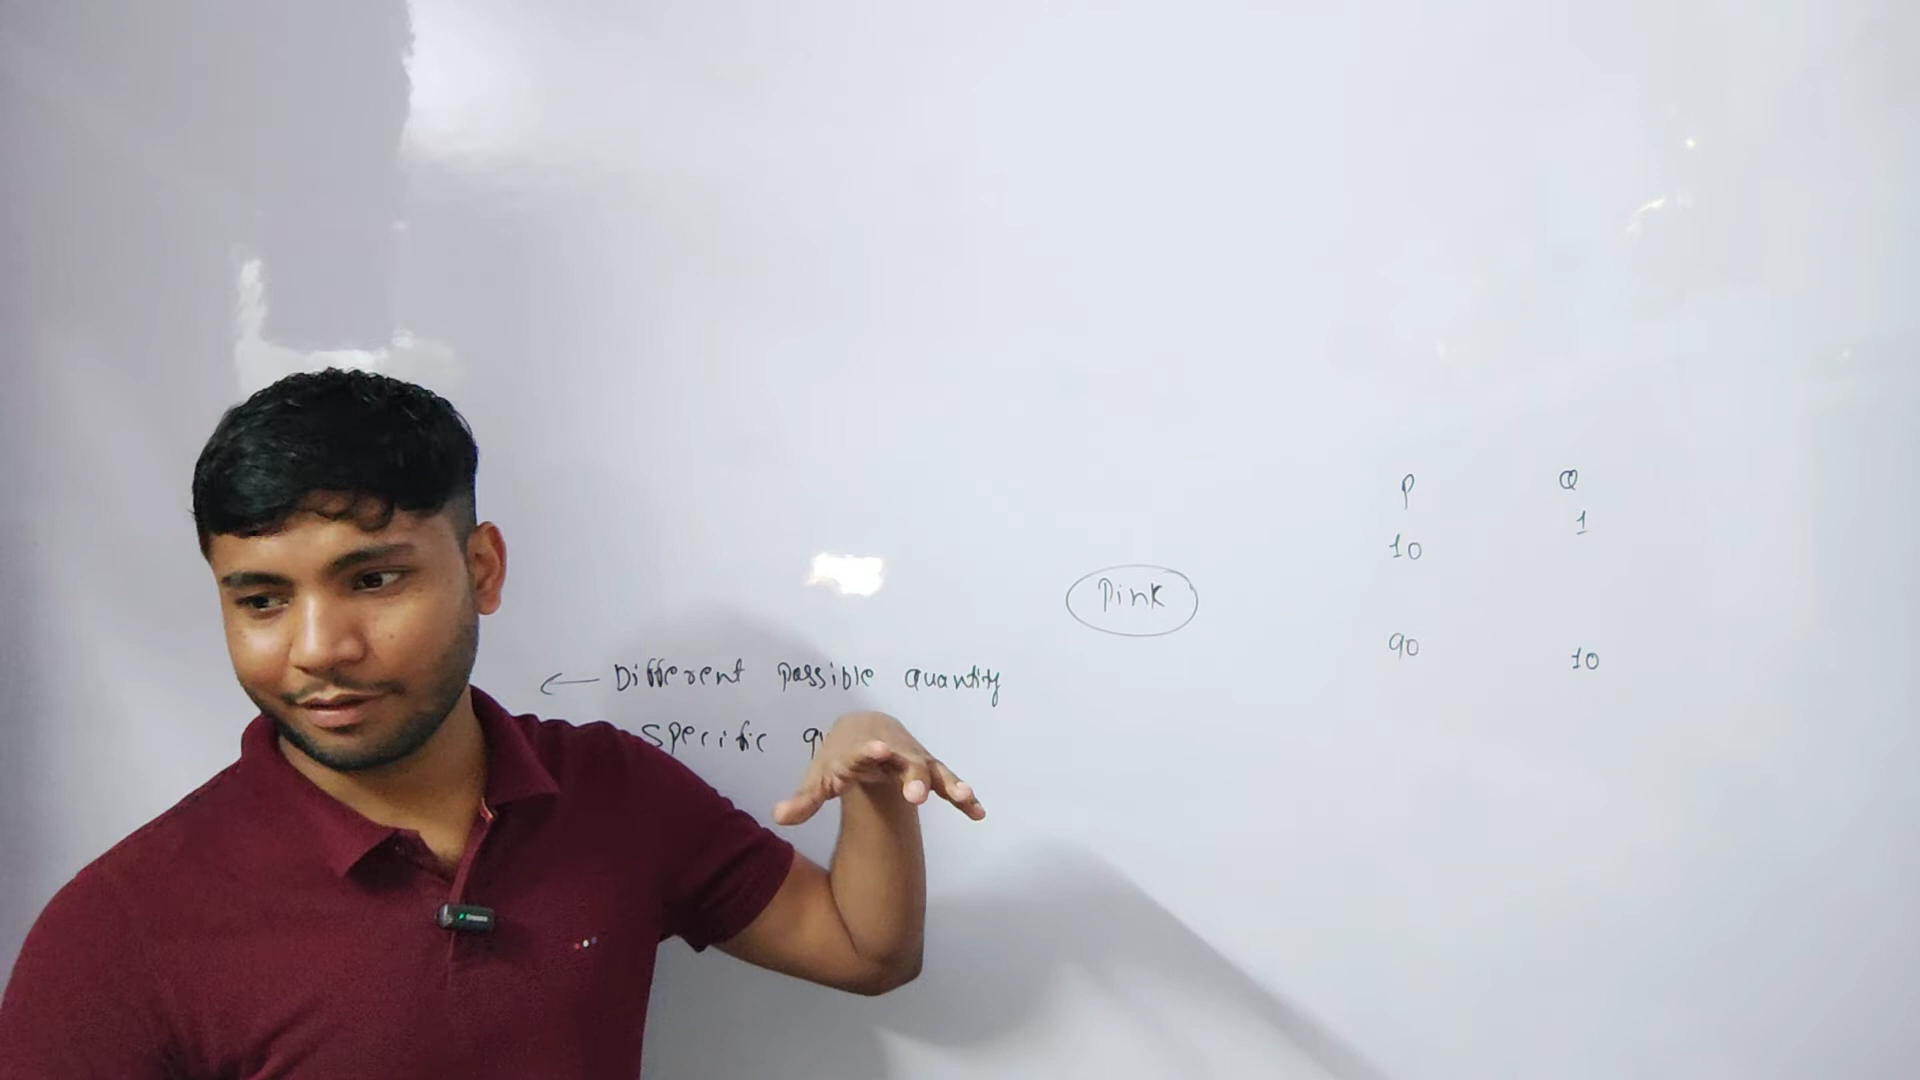 P Q
10 1
Pink
90 10
← Different possible quantity
specific